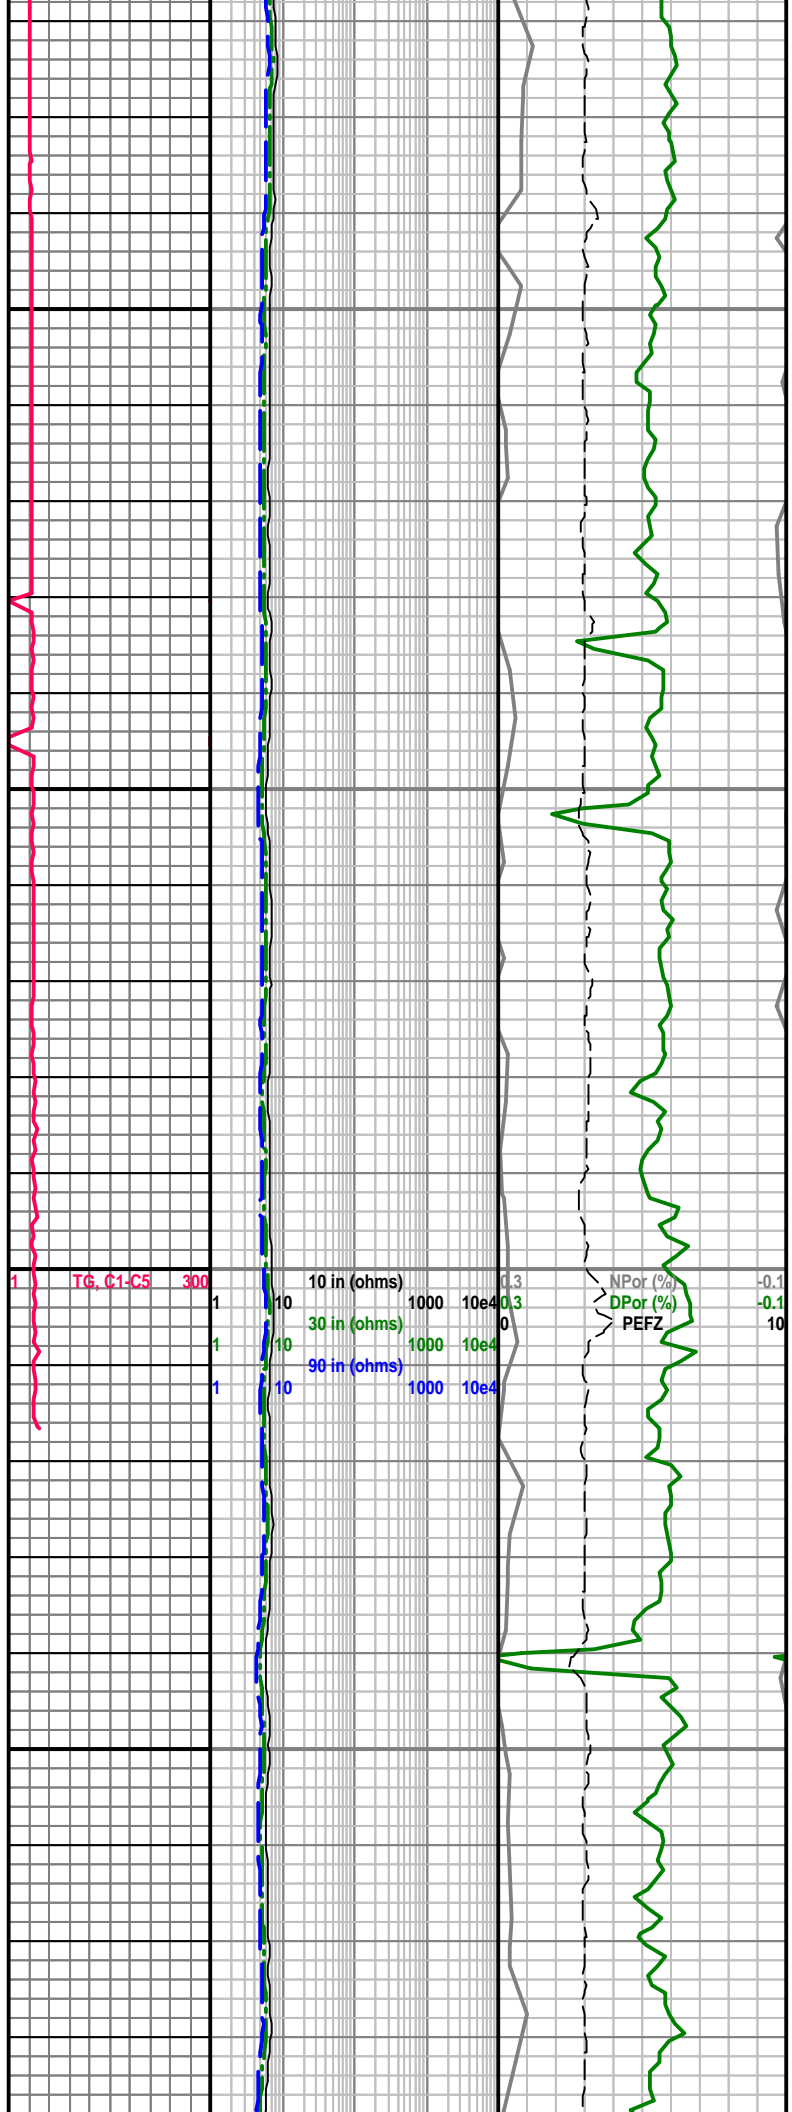 1 TG, C1-C5 300 10 in (ohms) 0.3 NPor (%) -0.1
1 10 1000 10e4 0.3 DPor (%) -0.1
30 in (ohms) 0 PEFZ 10
1 10 1000 10e4
90 in (ohms)
1 10 1000 10e4